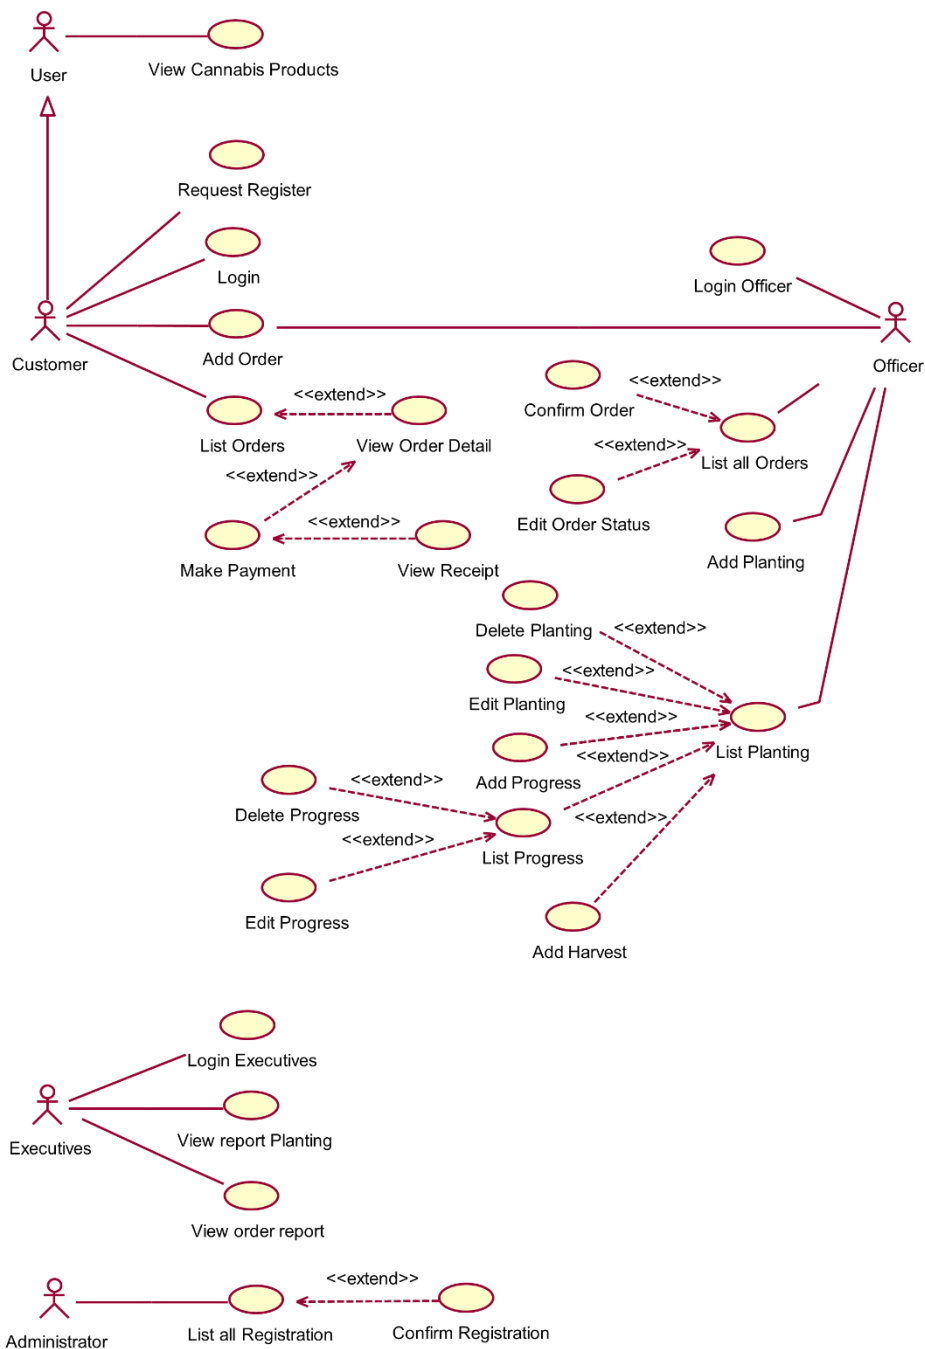 User
View Cannabis Products
Request Register
Login
Login Officer
Customer
Add Order
Officer
<<extend>>
<<extend>>
Confirm Order
List Orders
View Order Detail
<<extend>>
List all Orders
<<extend>>
Edit Order Status
<<extend>>
Make Payment
View Receipt
Add Planting
Delete Planting
<<extend>>
<<extend>>
Edit Planting
<<extend>>
List Planting
<<extend>>
Add Progress
<<extend>>
Delete Progress
<<extend>>
<<extend>>
List Progress
Edit Progress
Add Harvest
Login Executives
Executives
View report Planting
View order report
<<extend>>
Administrator
List all Registration
Confirm Registration